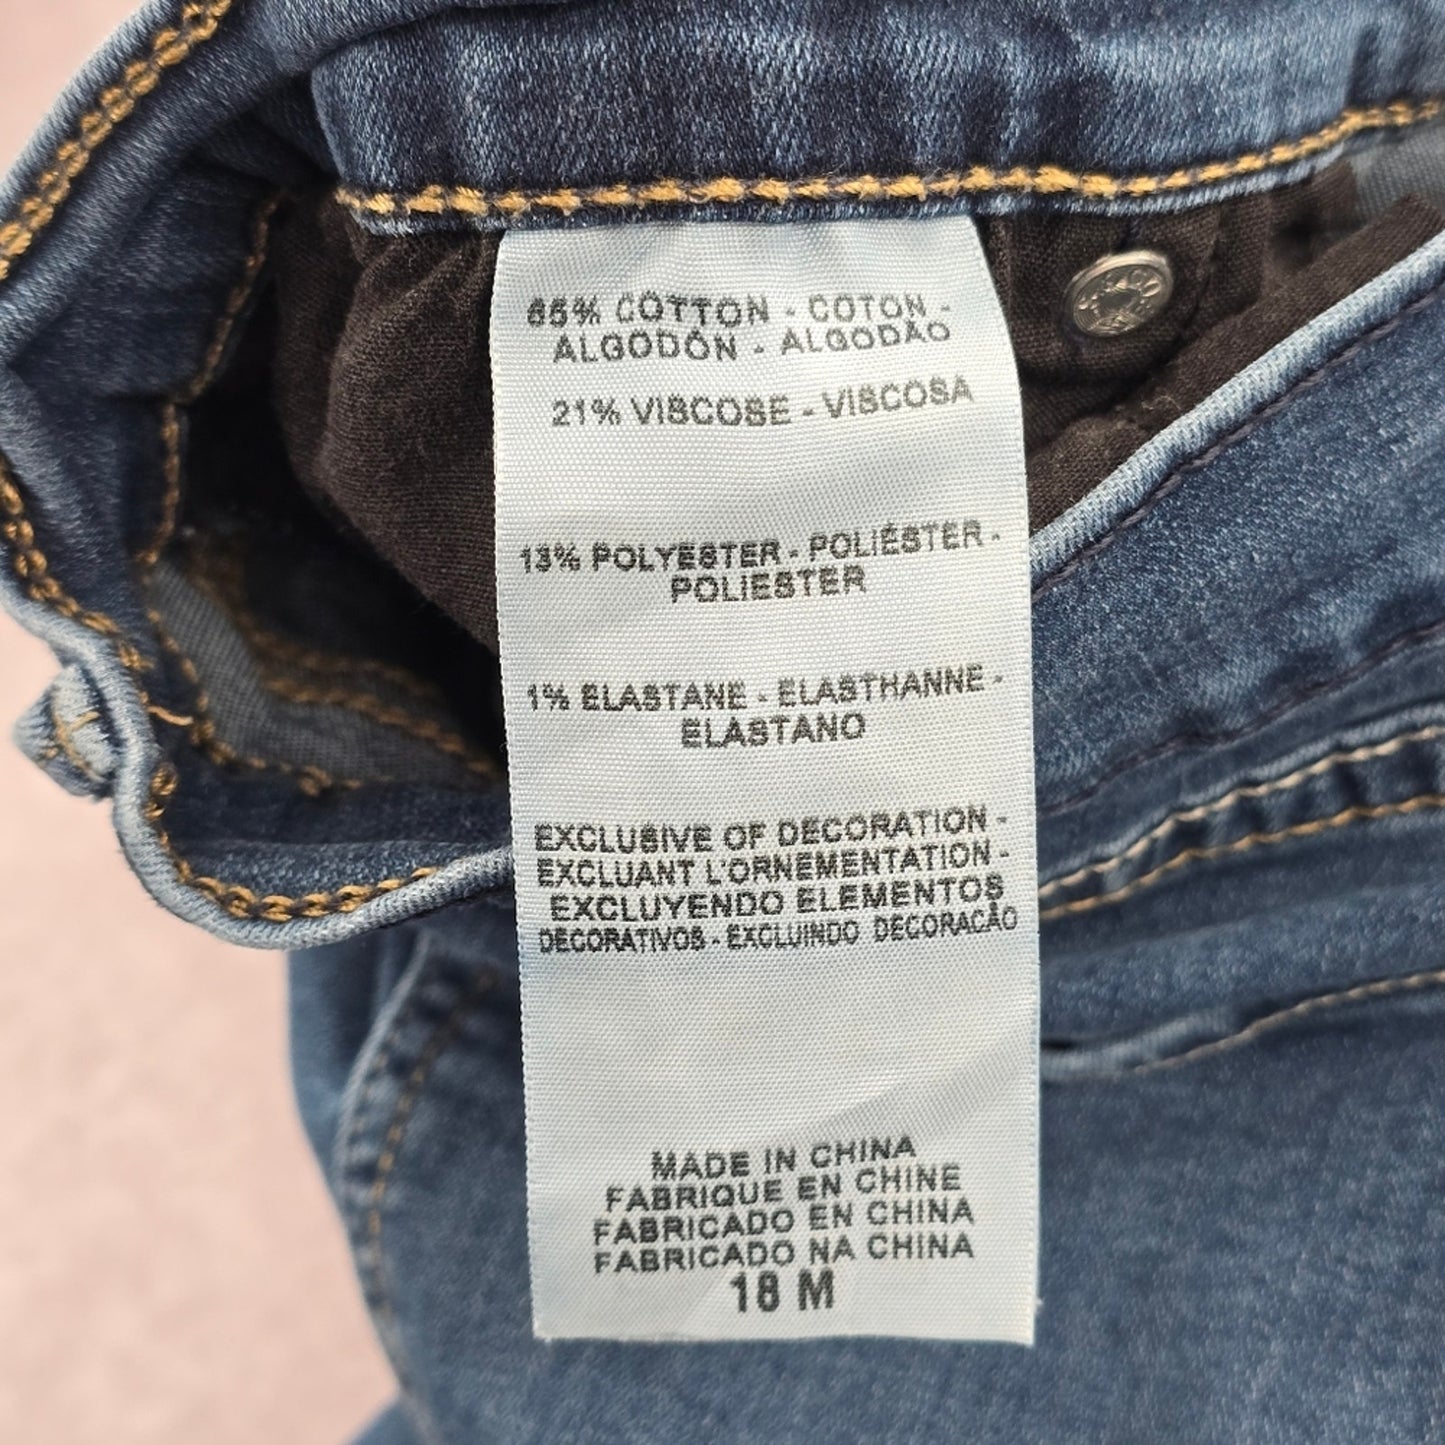 65% COTTON - COTON -
ALGODÓN - ALGODÃO
21% VISCOSE - VISCOSA
13% POLYESTER - POLIÉSTER -
POLIESTER
1% ELASTANE - ELASTHANNE -
ELASTANO
EXCLUSIVE OF DECORATION -
EXCLUANT L'ORNEMENTATION -
EXCLUYENDO ELEMENTOS
DECORATIVOS - EXCLUINDO DECORACÃO
MADE IN CHINA
FABRIQUE EN CHINE
FABRICADO EN CHINA
FABRICADO NA CHINA
18 M